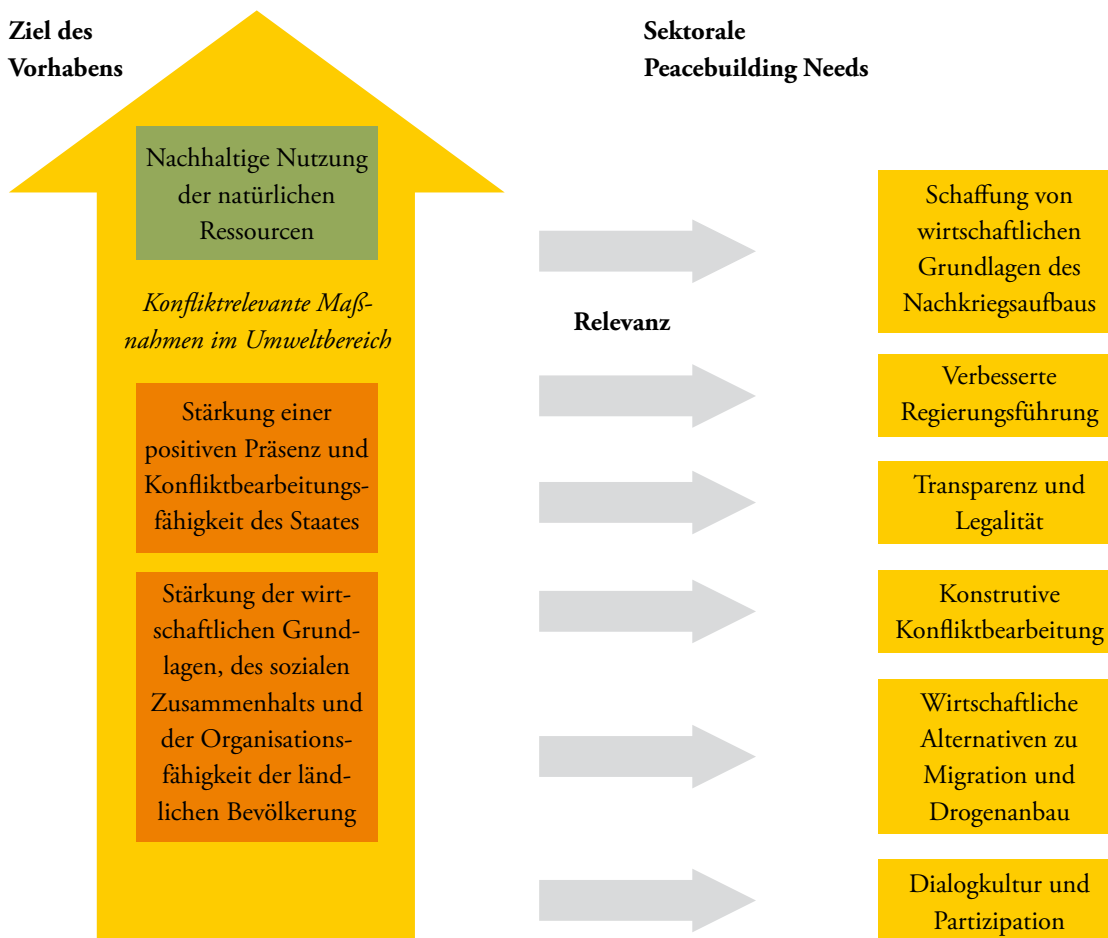 Ziel des
Vorhabens
Nachhaltige Nutzung
der natürlichen
Ressourcen
Konfliktrelevante Maß-
nahmen im Umweltbereich
Stärkung einer
positiven Präsenz und
Konfliktbearbeitungs-
fähigkeit des Staates
Stärkung der wirt-
schaftlichen Grund-
lagen, des sozialen
Zusammenhalts und
der Organisations-
fähigkeit der länd-
lichen Bevölkerung
Relevanz
Sektorale
Peacebuilding Needs
Schaffung von
wirtschaftlichen
Grundlagen des
Nachkriegsaufbaus
Verbesserte
Regierungsführung
Transparenz und
Legalität
Konstrutive
Konfliktbearbeitung
Wirtschaftliche
Alternativen zu
Migration und
Drogenanbau
Dialogkultur und
Partizipation